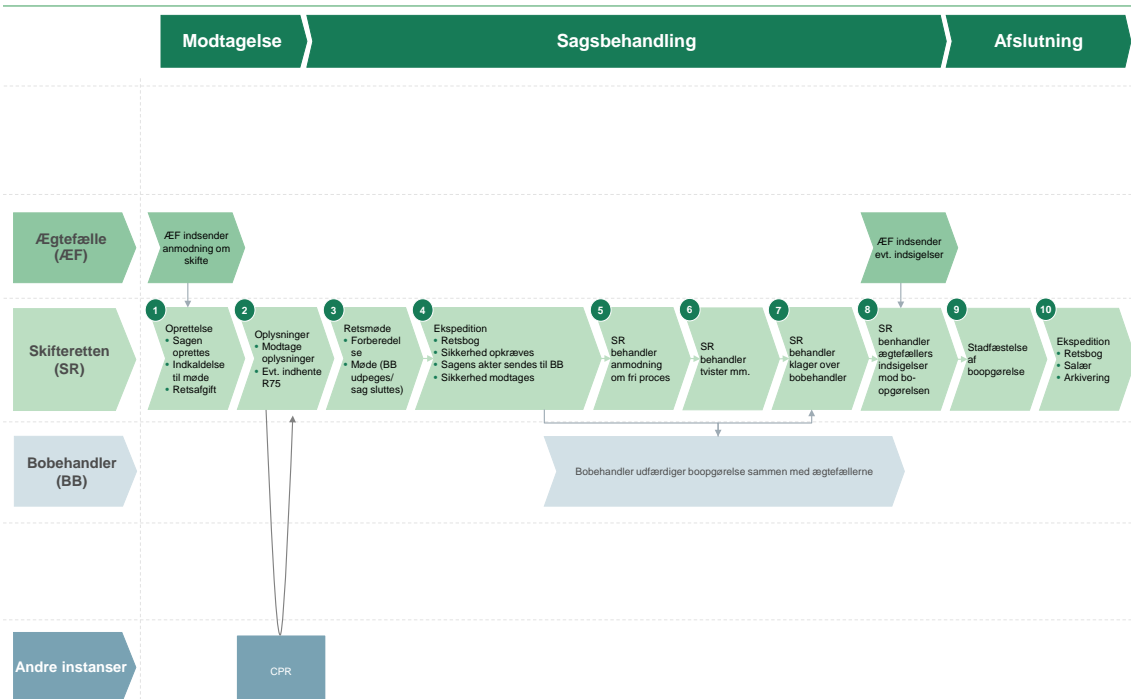 Modtagelse
Sagsbehandling
Afslutning
Ægtefælle
(ÆF)
ÆF indsender
anmodning om
skifte
ÆF indsender
evt. indsigelser
Skifteretten
(SR)
1
Oprettelse
• Sagen
oprettes
• Indkaldelse
til møde
• Retsafgift
2
Oplysninger
• Modtage
oplysninger
• Evt. indhente
R75
3
Retsmøde
• Forberedel
se
• Møde (BB
udpeges/
sag sluttes)
4
Ekspedition
• Retsbog
• Sikkerhed opkræves
• Sagens akter sendes til BB
• Sikkerhed modtages
5
SR
behandler
anmodning
om fri proces
6
SR
behandler
tvister mm.
7
SR
behandler
klager over
bobehandler
8
SR
benhandler
ægtefællers
indsigelser
mod bo-
opgørelsen
9
Stadfæstelse
af
boopgørelse
10
Ekspedition
• Retsbog
• Salær
• Arkivering
Bobehandler
(BB)
Bobehandler udfærdiger boopgørelse sammen med ægtefællerne
Andre instanser
CPR